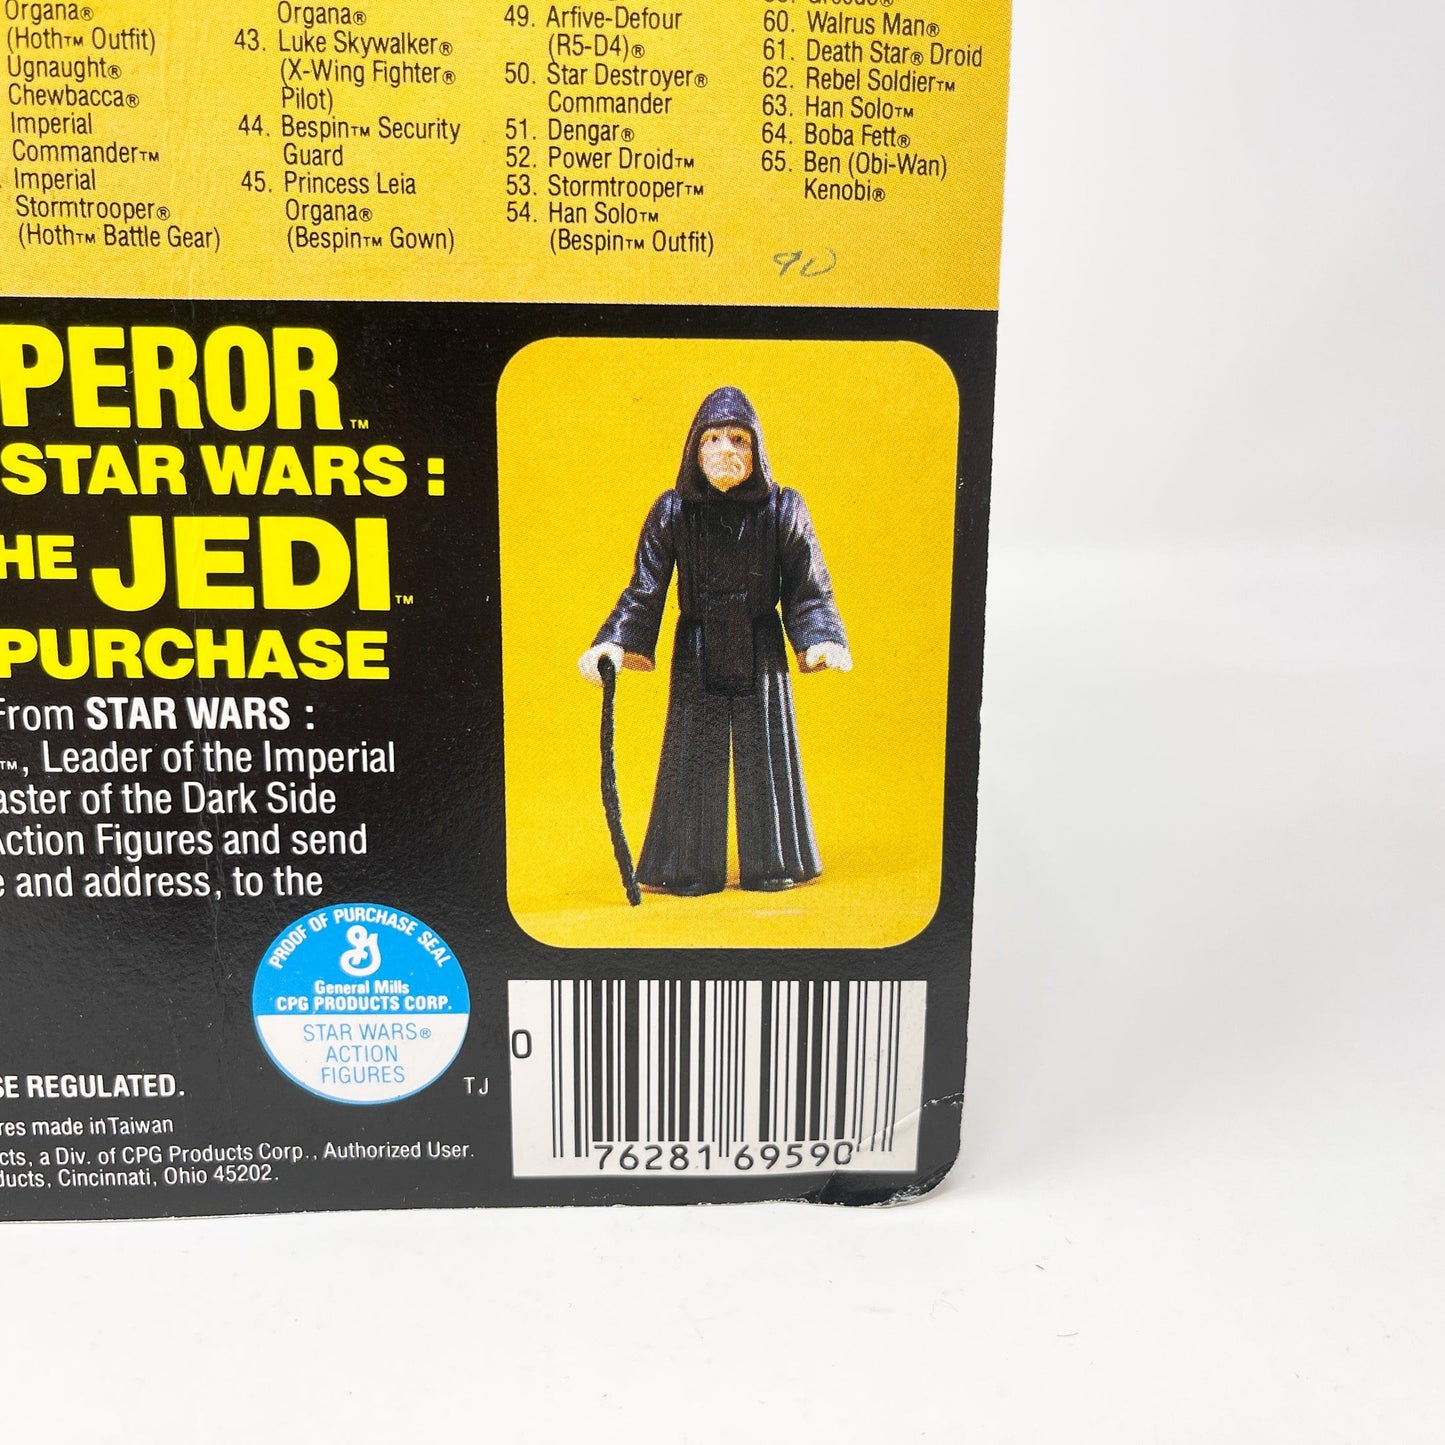 Organa®
(Hoth™ Outfit)
Ugnaught®
Chewbacca®
Imperial
Commander™
Imperial
Stormtrooper®
(Hoth™ Battle Gear)
Organa®
43. Luke Skywalker®
(X-Wing Fighter®
Pilot)
44. Bespin™ Security
Guard
45. Princess Leia
Organa®
(Bespin™ Gown)
49. Arfive-Defour
(R5-D4)®
50. Star Destroyer®
Commander
51. Dengar®
52. Power Droid™
53. Stormtrooper™
54. Han Solo™
(Bespin™ Outfit)
60. Walrus Man®
61. Death Star® Droid
62. Rebel Soldier™
63. Han Solo™
64. Boba Fett®
65. Ben (Obi-Wan)
Kenobi®
PEROR™
STAR WARS :
HE JEDI™
PURCHASE
From STAR WARS :
™, Leader of the Imperial
aster of the Dark Side
Action Figures and send
e and address, to the
PROOF OF PURCHASE SEAL
General Mills
CPG PRODUCTS CORP.
STAR WARS®
ACTION
FIGURES
SE REGULATED.
TJ
res made in Taiwan
cts, a Div. of CPG Products Corp., Authorized User.
ducts, Cincinnati, Ohio 45202.
0 76281 69590